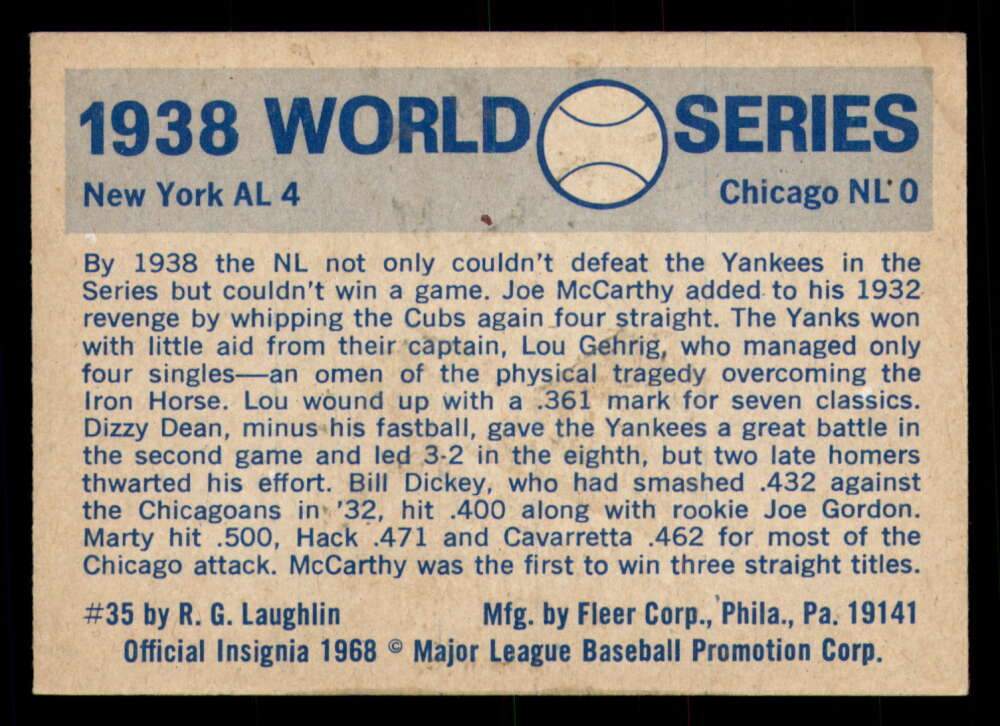 1938 WORLD SERIES
New York AL 4 Chicago NL 0
By 1938 the NL not only couldn't defeat the Yankees in the
Series but couldn't win a game. Joe McCarthy added to his 1932
revenge by whipping the Cubs again four straight. The Yanks won
with little aid from their captain, Lou Gehrig, who managed only
four singles—an omen of the physical tragedy overcoming the
Iron Horse. Lou wound up with a .361 mark for seven classics.
Dizzy Dean, minus his fastball, gave the Yankees a great battle in
the second game and led 3-2 in the eighth, but two late homers
thwarted his effort. Bill Dickey, who had smashed .432 against
the Chicagoans in '32, hit .400 along with rookie Joe Gordon.
Marty hit .500, Hack .471 and Cavarretta .462 for most of the
Chicago attack. McCarthy was the first to win three straight titles.
#35 by R. G. Laughlin Mfg. by Fleer Corp., Phila., Pa. 19141
Official Insignia 1968 © Major League Baseball Promotion Corp.